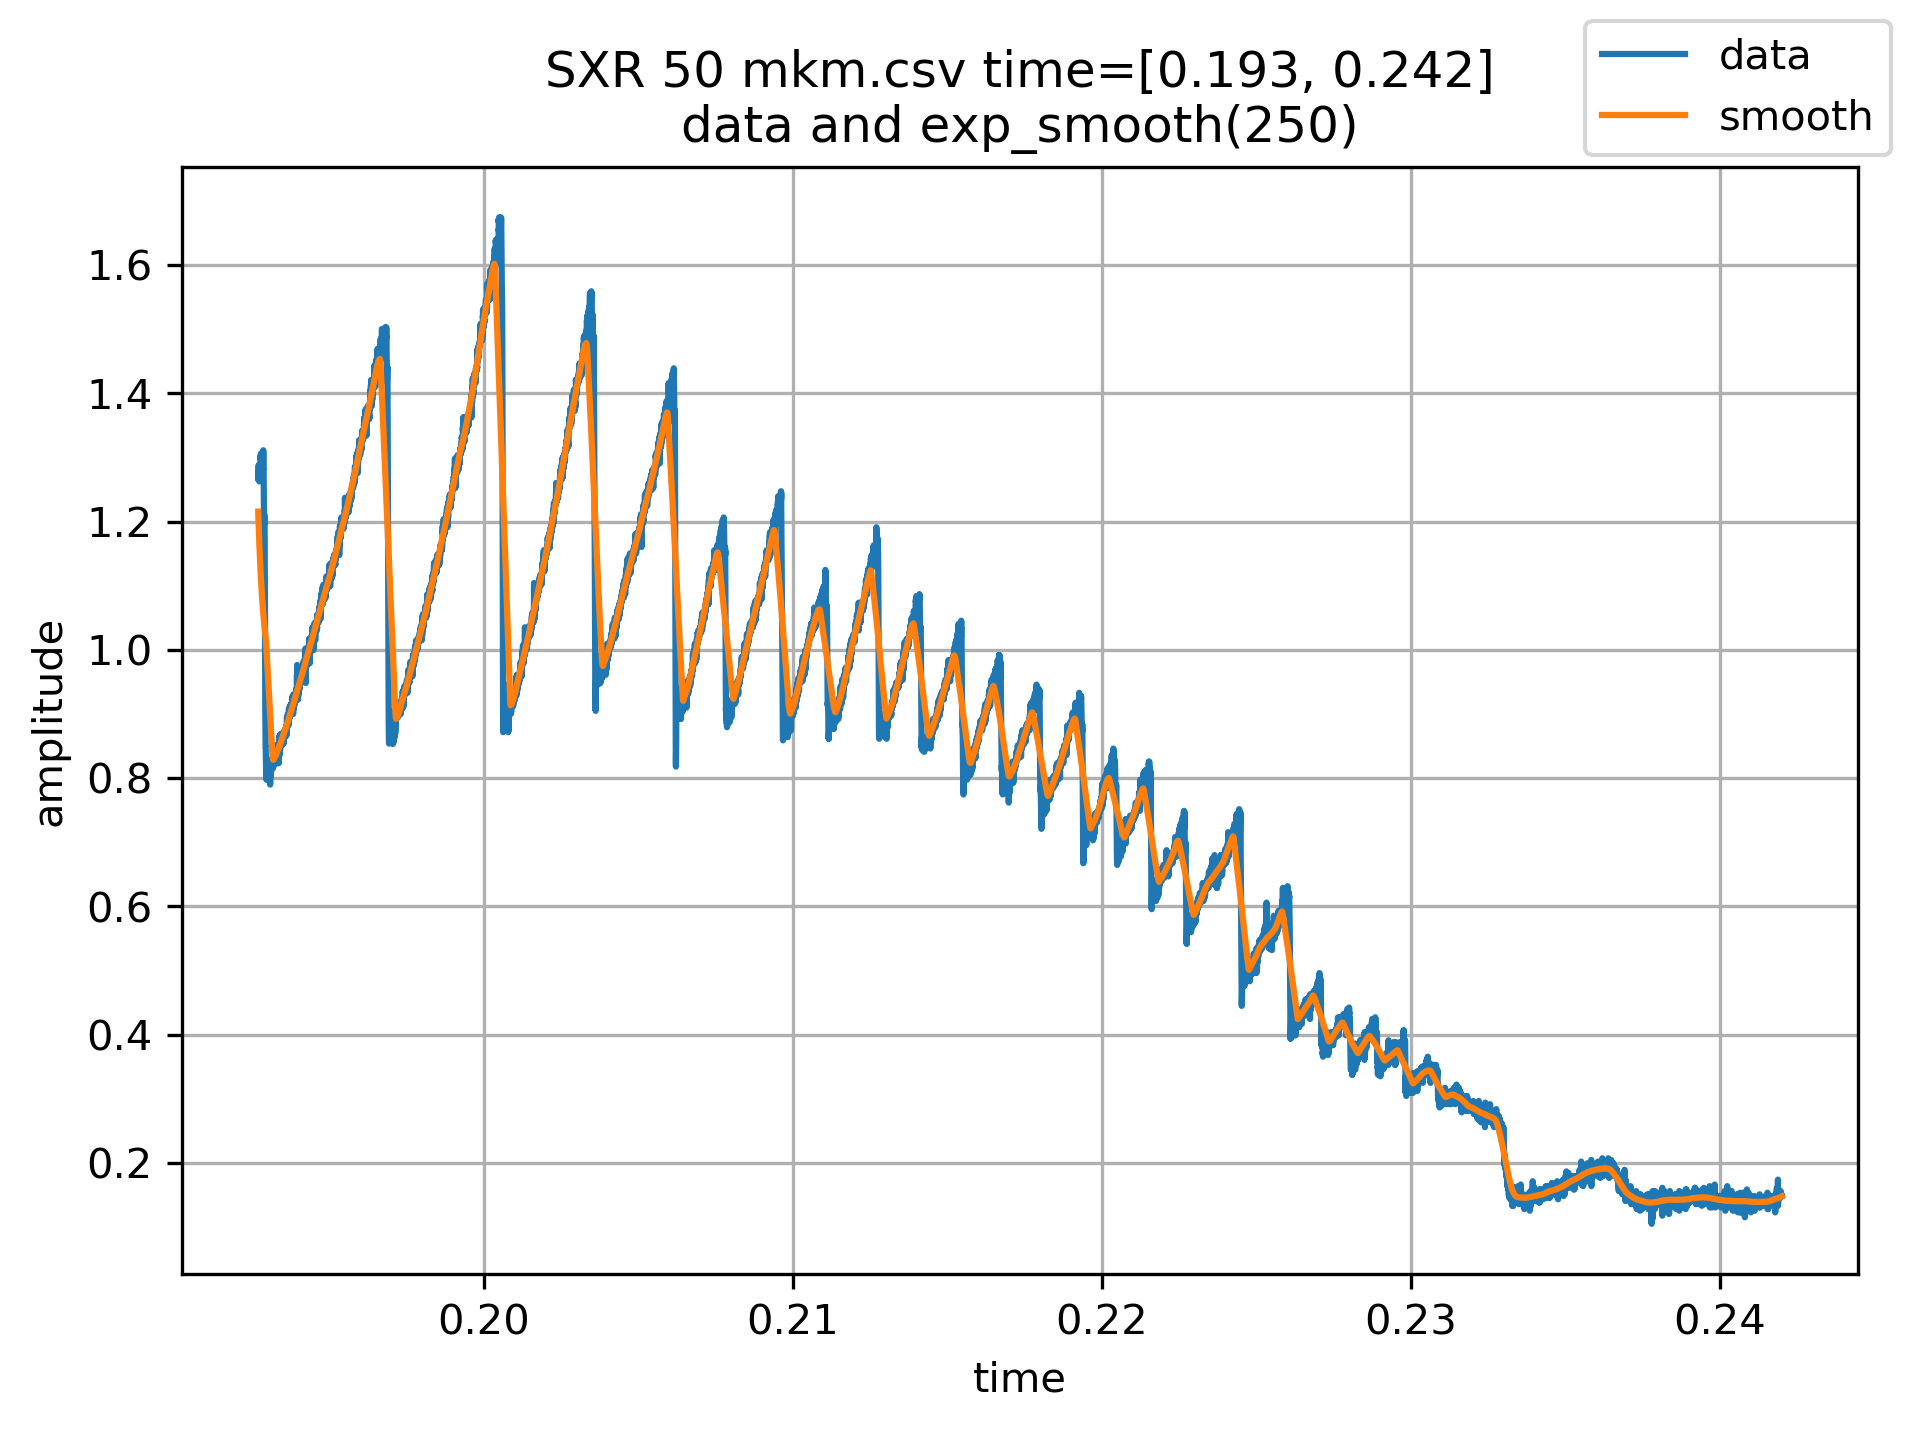 SXR 50 mkm.csv time=[0.193, 0.242]
data and exp_smooth(250)
data
smooth
amplitude
1.6
1.4
1.2
1.0
0.8
0.6
0.4
0.2
0.20
0.21
0.22
0.23
0.24
time